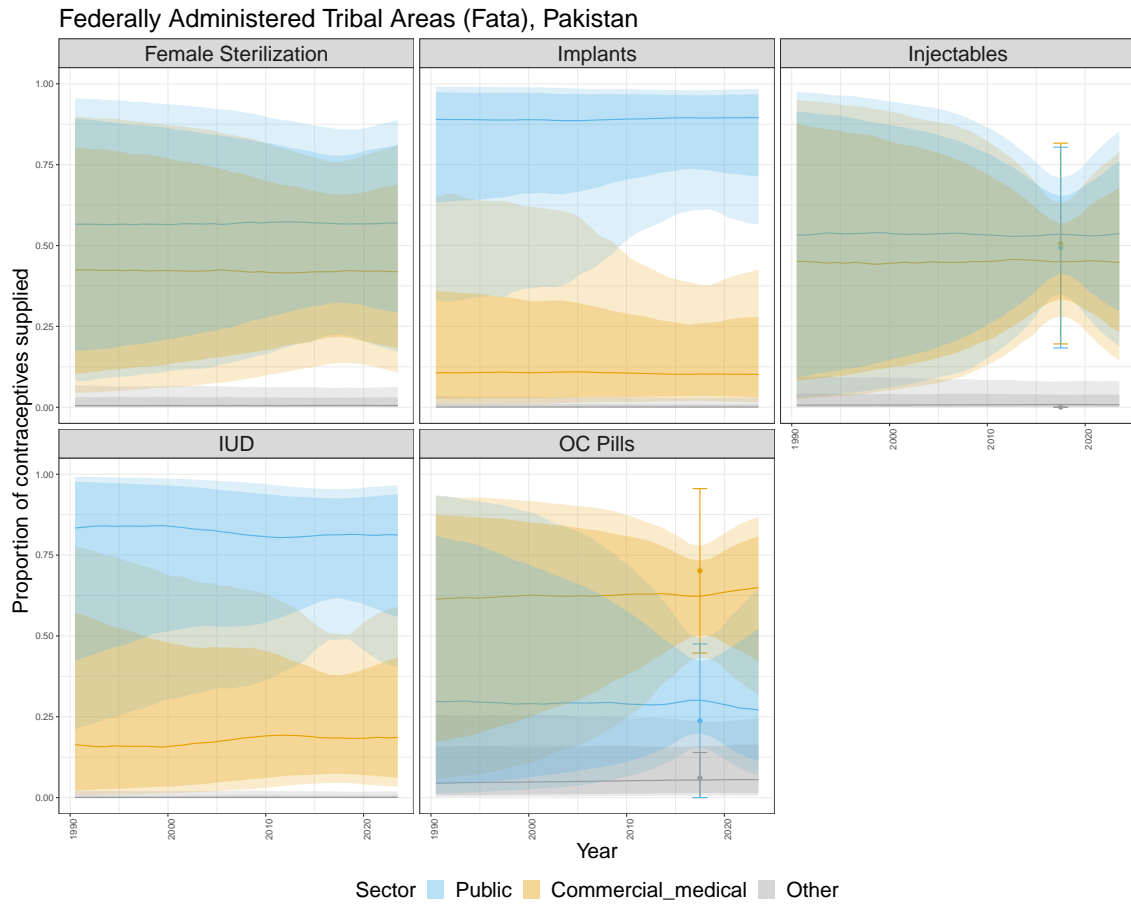 Federally Administered Tribal Areas (Fata), Pakistan
Female Sterilization Implants Injectables
1.00
0.75
0.50
0.25
0.00
1990 2000 2010 2020
IUD OC Pills
1.00
0.75
0.50
0.25
0.00
1990 2000 2010 2020 1990 2000 2010 2020
Proportion of contraceptives supplied
Year
Sector Public Commercial_medical Other